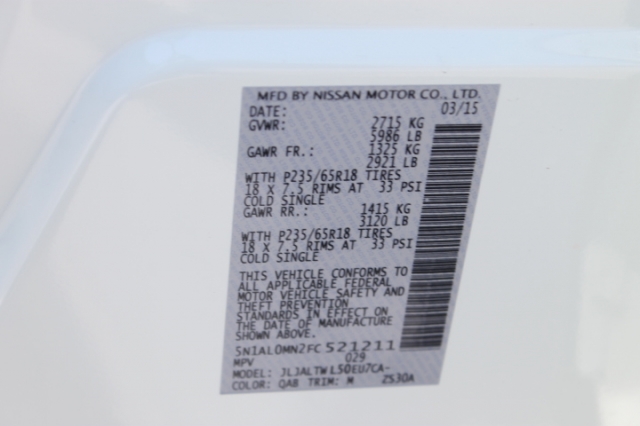 MFD BY NISSAN MOTOR CO., LTD.
DATE: 03/15
GVWR: 2715 KG
5986 LB
GAWR FR.: 1325 KG
2921 LB
WITH P235/65R18 TIRES
18 X 7.5 RIMS AT 33 PSI
COLD SINGLE
GAWR RR.: 1415 KG
3120 LB
WITH P235/65R18 TIRES
18 X 7.5 RIMS AT 33 PSI
COLD SINGLE
THIS VEHICLE CONFORMS TO
ALL APPLICABLE FEDERAL
MOTOR VEHICLE SAFETY AND
THEFT PREVENTION
STANDARDS IN EFFECT ON
THE DATE OF MANUFACTURE
SHOWN ABOVE.
5N1AL0MN2FC 521211
MPV 029
MODEL: JLJALTWL50EU7CA-
COLOR: QAB TRIM: M ZS30A